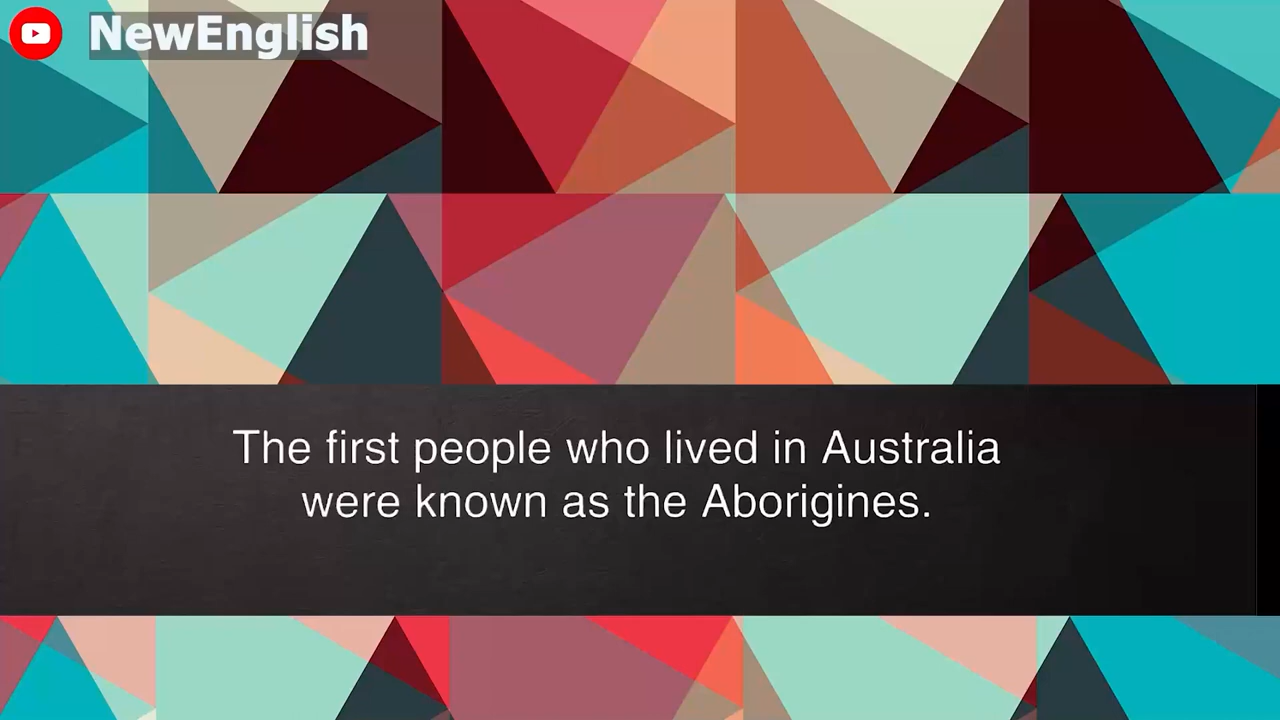 NewEnglish
The first people who lived in Australia
were known as the Aborigines.